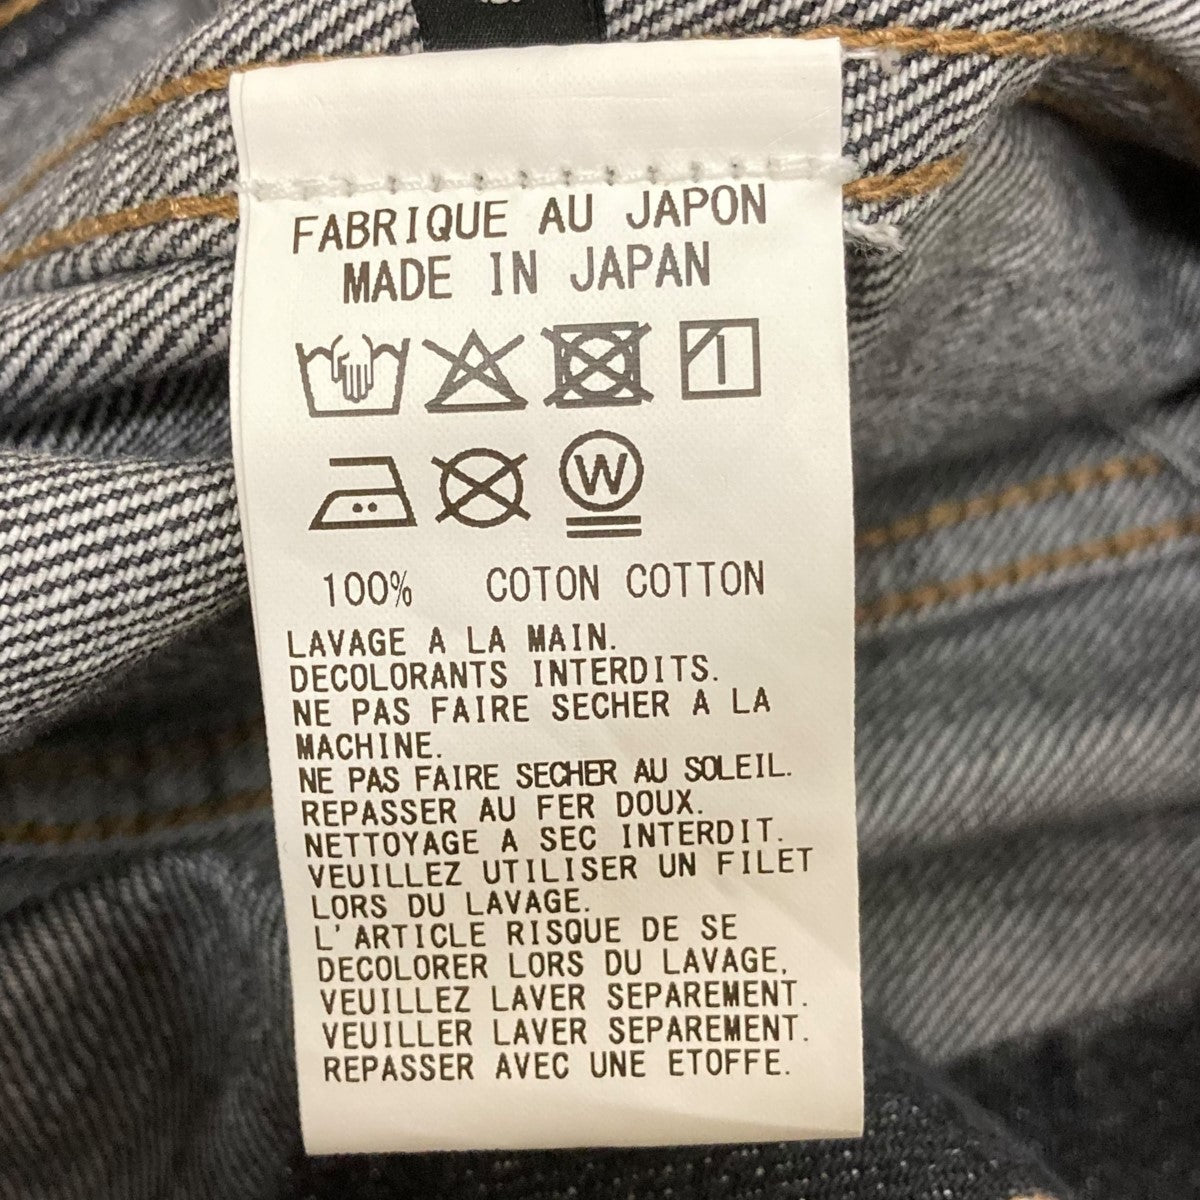 FABRIQUE AU JAPON
MADE IN JAPAN
W
100% COTON COTTON
LAVAGE A LA MAIN.
DECOLORANTS INTERDITS.
NE PAS FAIRE SECHER A LA
MACHINE.
NE PAS FAIRE SECHER AU SOLEIL.
REPASSER AU FER DOUX.
NETTOYAGE A SEC INTERDIT.
VEUILLEZ UTILISER UN FILET
LORS DU LAVAGE.
L'ARTICLE RISQUE DE SE
DECOLORER LORS DU LAVAGE,
VEUILLEZ LAVER SEPAREMENT.
VEUILLER LAVER SEPAREMENT.
REPASSER AVEC UNE ETOFFE.